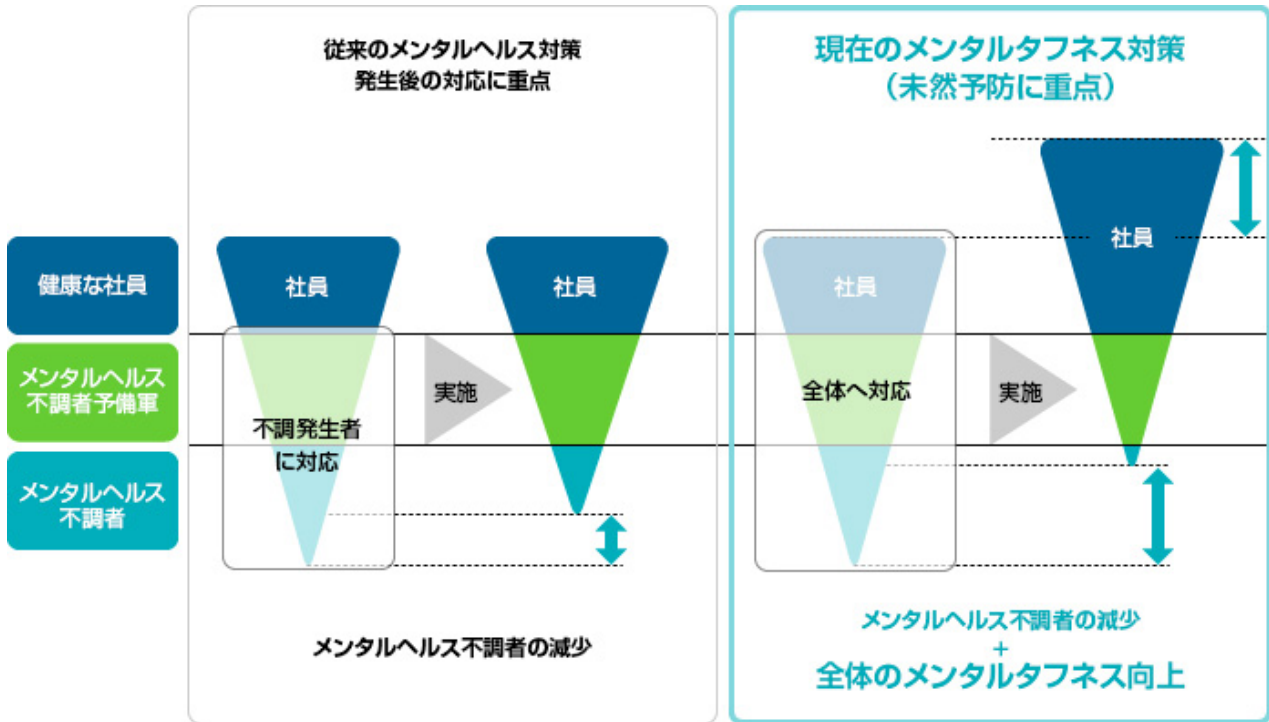 従来のメンタルヘルス対策
発生後の対応に重点
現在のメンタルタフネス対策
（未然予防に重点）
健康な社員
メンタルヘルス
不調者予備軍
メンタルヘルス
不調者
社員
不調発生者
に対応
実施
社員
メンタルヘルス不調者の減少
社員
全体へ対応
実施
社員
メンタルヘルス不調者の減少
+
全体のメンタルタフネス向上